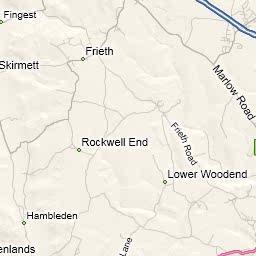 Fingest
Frieth
Skirmett
Marlow Road
Frieth Road
Rockwell End
Lower Woodend
Hambleden
enlands
Lane